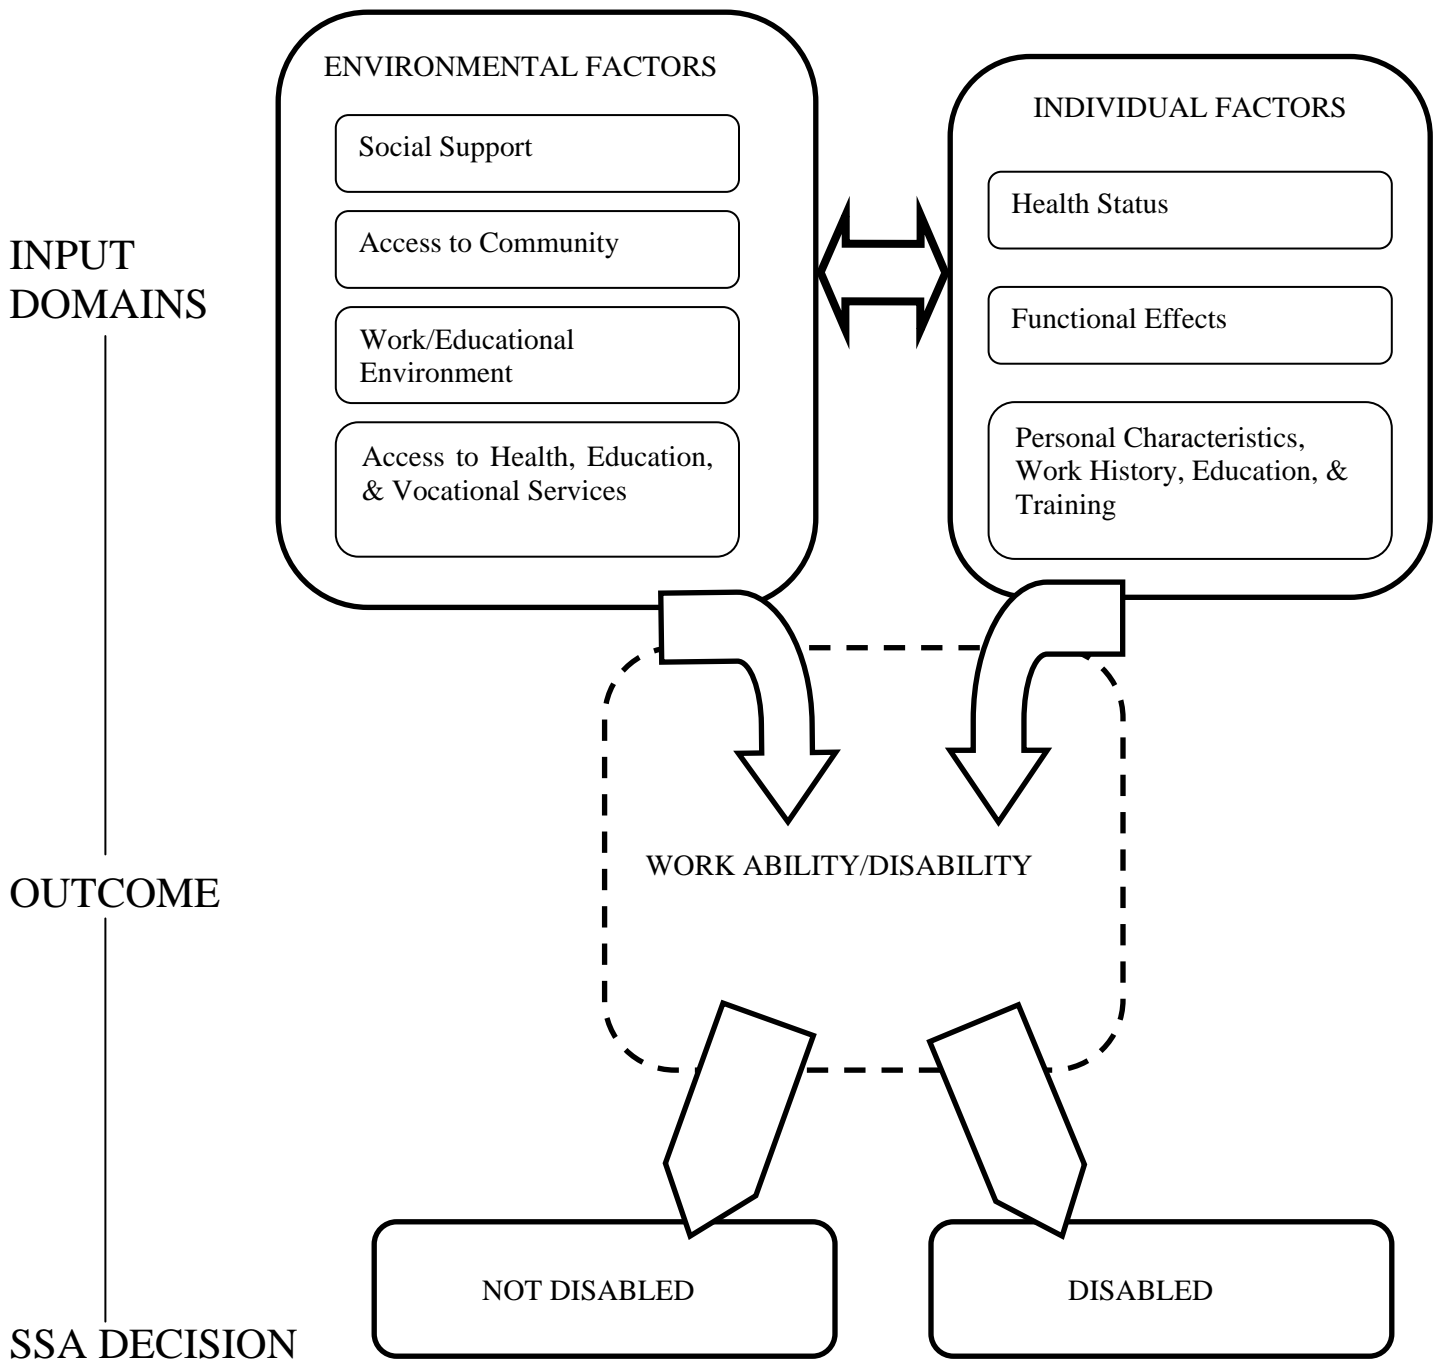 ENVIRONMENTAL FACTORS
Social Support
Access to Community
Work/Educational
Environment
Access to Health, Education,
& Vocational Services
INDIVIDUAL FACTORS
Health Status
Functional Effects
Personal Characteristics,
Work History, Education, &
Training
INPUT
DOMAINS
WORK ABILITY/DISABILITY
OUTCOME
NOT DISABLED
DISABLED
SSA DECISION